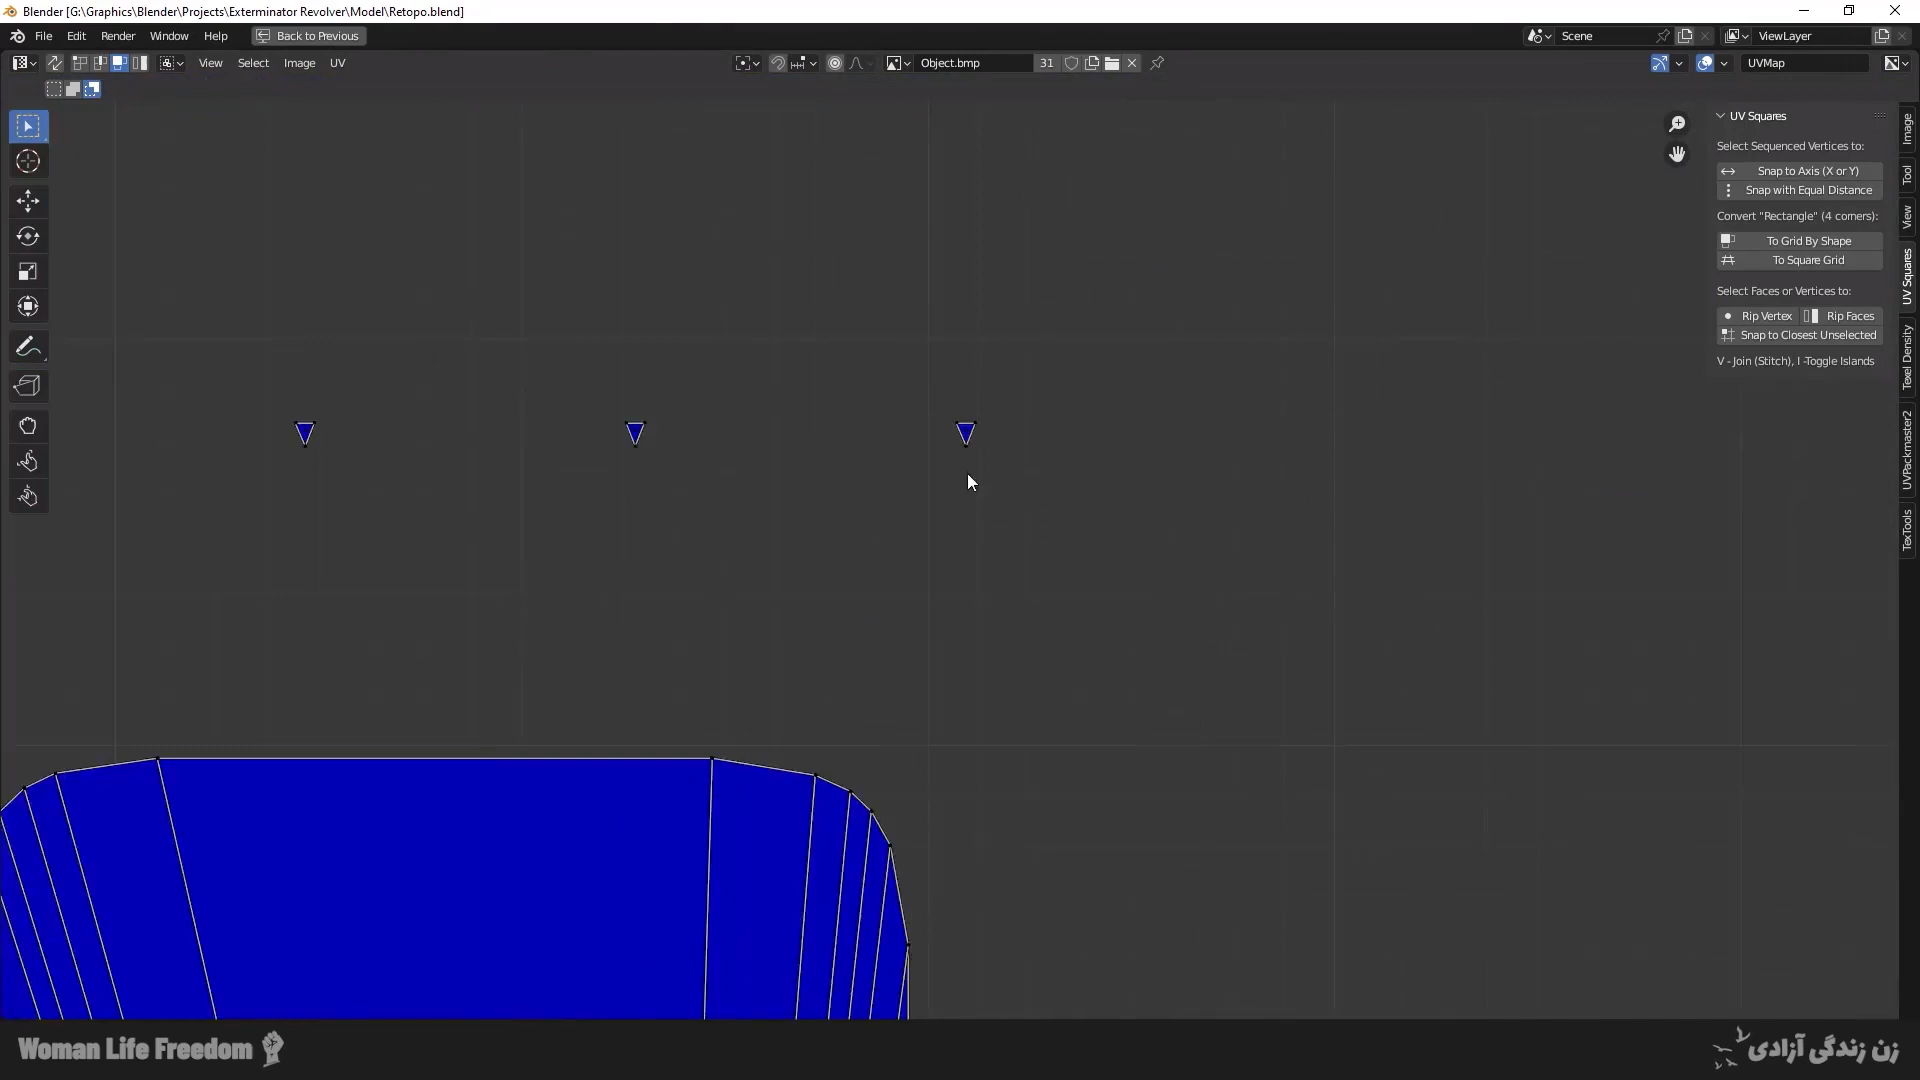 Blender [G:\Graphics\Blender\Projects\Exterminator Revolver\Model\Retopo.blend]
File Edit Render Window Help Back to Previous Scene ViewLayer
View Select Image UV Object.bmp 31 UVMap
UV Squares
Select Sequenced Vertices to:
Snap to Axis (X or Y)
Snap with Equal Distance
Convert "Rectangle" (4 corners):
To Grid By Shape
To Square Grid
Select Faces or Vertices to:
Rip Vertex Rip Faces
Snap to Closest Unselected
V - Join (Stitch), I -Toggle Islands
Image
Tool
View
UV Squares
Texel Density
UVPackmaster2
TexTools
Woman Life Freedom
زن زندگی آزادی